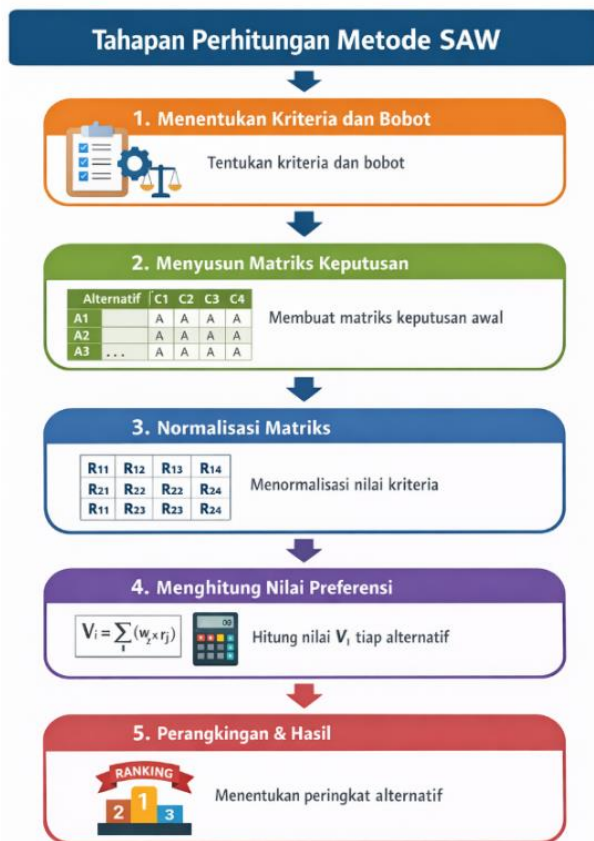 Tahapan Perhitungan Metode SAW
1. Menentukan Kriteria dan Bobot
Tentukan kriteria dan bobot
2. Menyusun Matriks Keputusan
Alternatif C1 C2 C3 C4
A1 A A A A
A2 A A A A
A3 ... A A A A
Membuat matriks keputusan awal
3. Normalisasi Matriks
R11 R12 R13 R14
R21 R22 R22 R24
R11 R23 R23 R24
Menormalisasi nilai kriteria
4. Menghitung Nilai Preferensi
Vi = ∑ (wj × rj)
Hitung nilai Vi tiap alternatif
5. Perangkingan & Hasil
RANKING
2 1 3
Menentukan peringkat alternatif